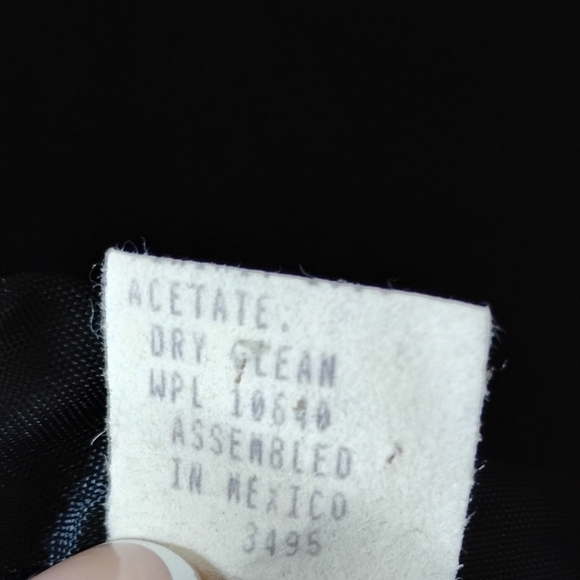 ACETATE.
DRY CLEAN
WPL 10640
ASSEMBLED
IN MEXICO
3495